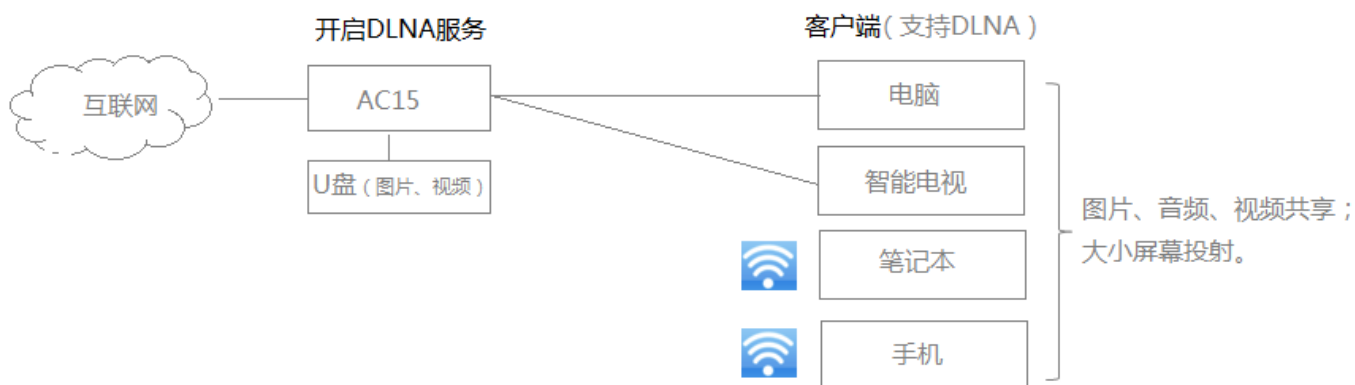 开启DLNA服务
客户端（支持DLNA）
互联网
AC15
U盘（图片、视频）
电脑
智能电视
笔记本
手机
图片、音频、视频共享；
大小屏幕投射。